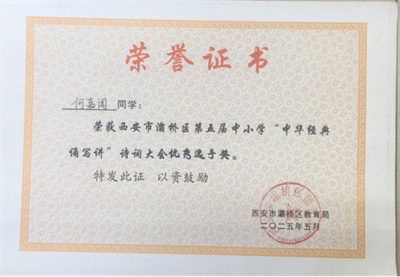 荣誉证书
何嘉图 同学：
荣获西安市灞桥区第五届中小学“中华经典
诵写讲”诗词大会优秀选手奖。
特发此证 以资鼓励
西安市灞桥区教育局
二〇二五年五月